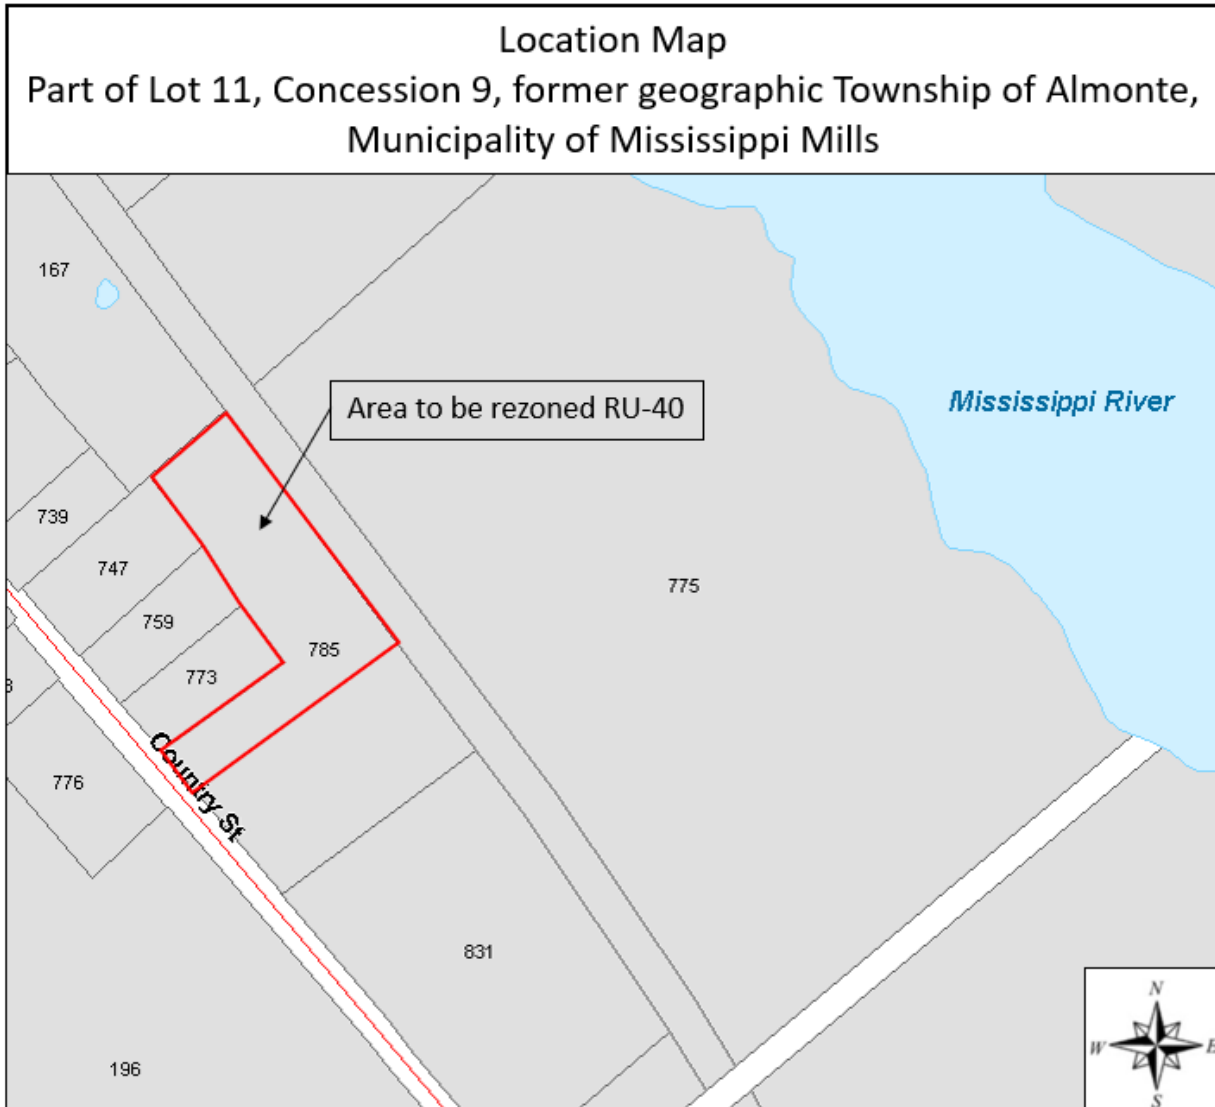 Location Map
Part of Lot 11, Concession 9, former geographic Township of Almonte,
Municipality of Mississippi Mills
167
Area to be rezoned RU-40
Mississippi River
739
747
775
759
785
773
Country St
776
831
196
N
W
E
S